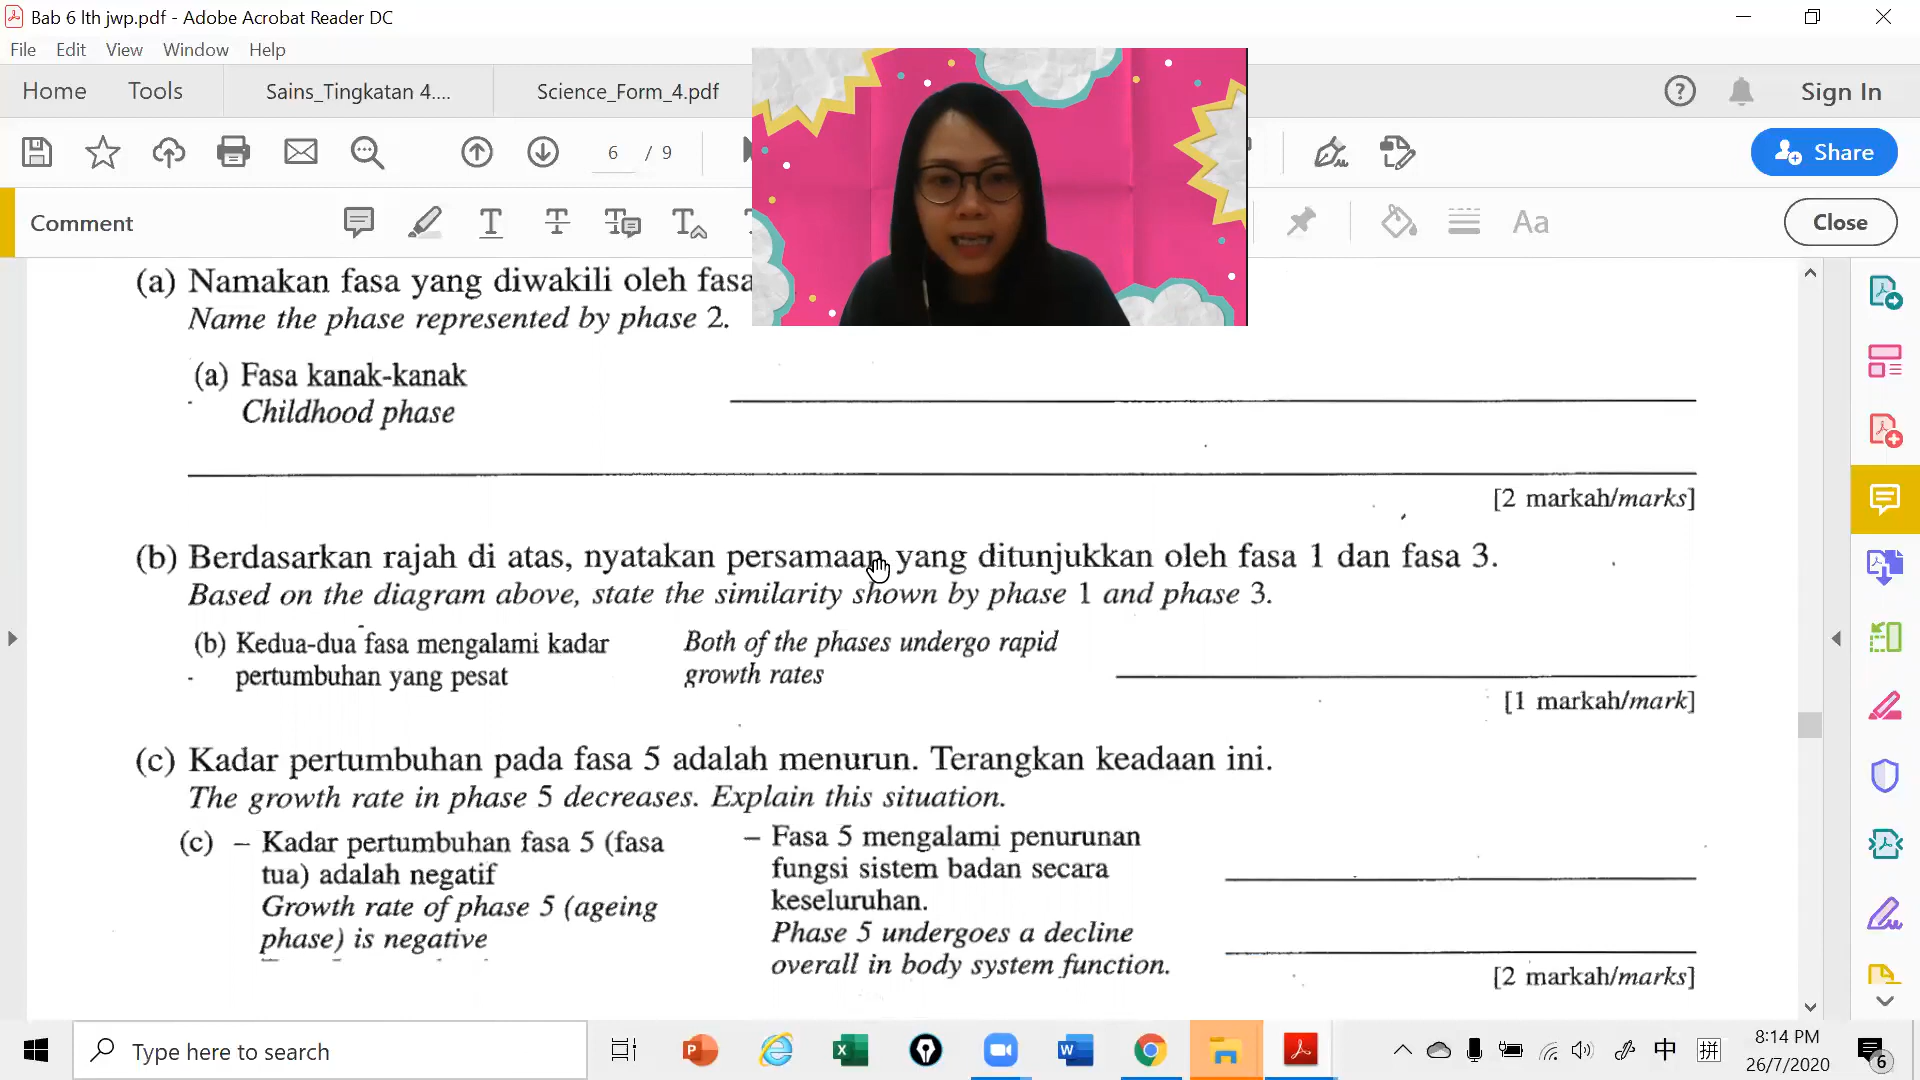 Bab 6 lth jwp.pdf - Adobe Acrobat Reader DC
File Edit View Window Help
Home Tools Sains_Tingkatan 4.... Science_Form_4.pdf Sign In
6 / 9 Share
Comment Aa Close
(a) Namakan fasa yang diwakili oleh fasa
Name the phase represented by phase 2.
(a) Fasa kanak-kanak
Childhood phase
[2 markah/marks]
(b) Berdasarkan rajah di atas, nyatakan persamaan yang ditunjukkan oleh fasa 1 dan fasa 3.
Based on the diagram above, state the similarity shown by phase 1 and phase 3.
(b) Kedua-dua fasa mengalami kadar
pertumbuhan yang pesat
Both of the phases undergo rapid
growth rates
[1 markah/mark]
(c) Kadar pertumbuhan pada fasa 5 adalah menurun. Terangkan keadaan ini.
The growth rate in phase 5 decreases. Explain this situation.
(c) – Kadar pertumbuhan fasa 5 (fasa
tua) adalah negatif
Growth rate of phase 5 (ageing
phase) is negative
– Fasa 5 mengalami penurunan
fungsi sistem badan secara
keseluruhan.
Phase 5 undergoes a decline
overall in body system function.
[2 markah/marks]
Type here to search
中 拼
8:14 PM
26/7/2020
6